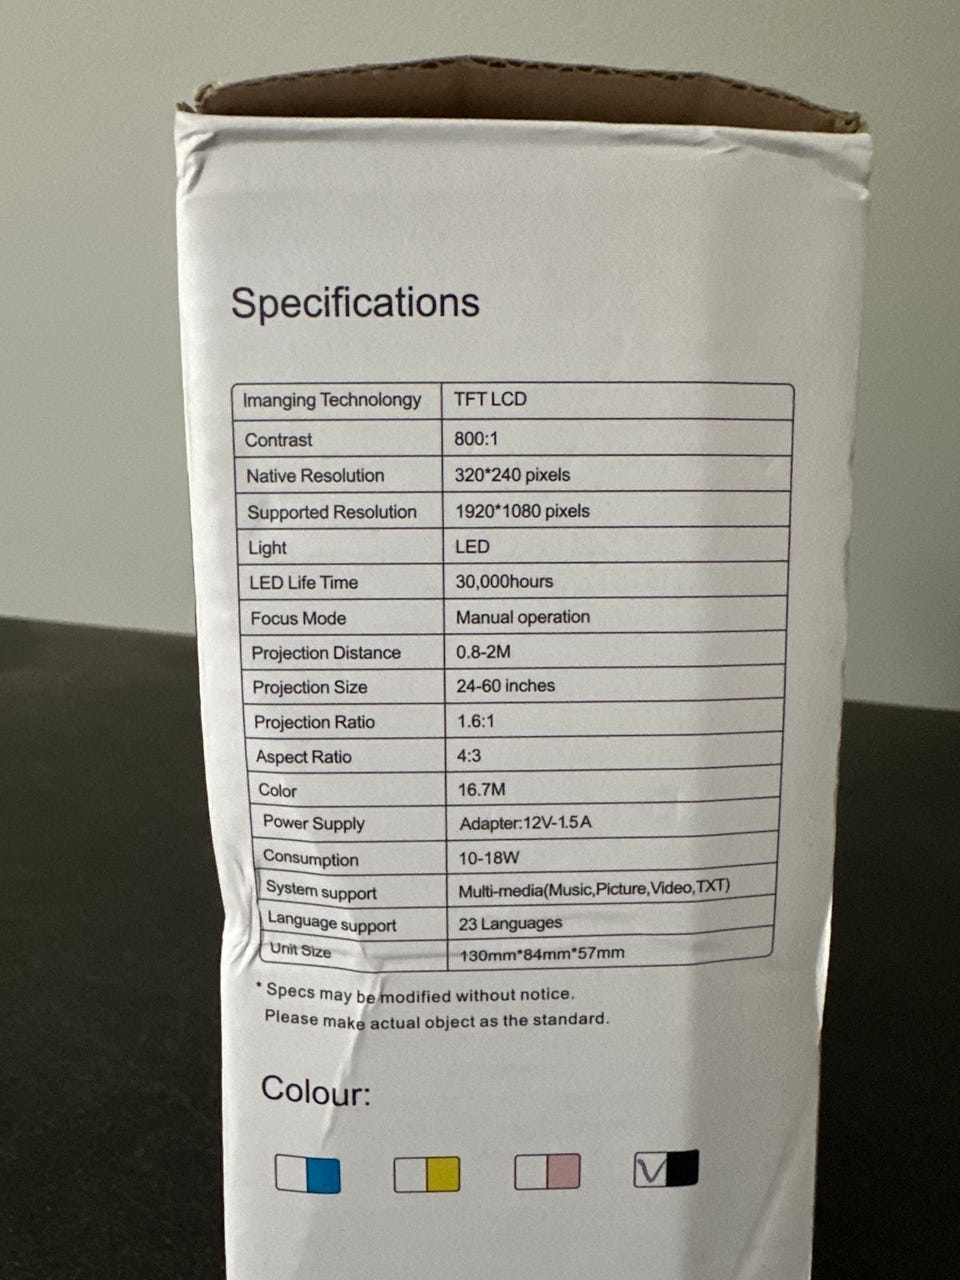 Specifications
Imanging Technolongy TFT LCD
Contrast 800:1
Native Resolution 320*240 pixels
Supported Resolution 1920*1080 pixels
Light LED
LED Life Time 30,000hours
Focus Mode Manual operation
Projection Distance 0.8-2M
Projection Size 24-60 inches
Projection Ratio 1.6:1
Aspect Ratio 4:3
Color 16.7M
Power Supply Adapter:12V-1.5A
Consumption 10-18W
System support Multi-media(Music,Picture,Video,TXT)
Language support 23 Languages
Unit Size 130mm*84mm*57mm
* Specs may be modified without notice.
Please make actual object as the standard.
Colour: